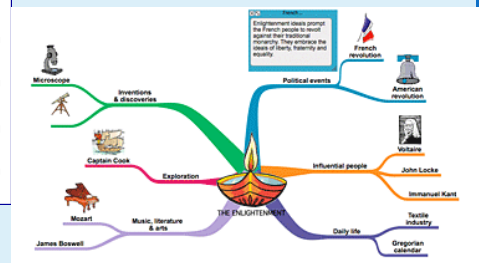 French...
Enlightenment ideals prompt
the French people to revolt
against their traditional
monarchy. They embrace the
ideals of liberty, fraternity and
equality.
French
revolution
Political events
American
revolution
Microscope
Inventions
& discoveries
Voltaire
Captain Cook
Exploration
Influential people
John Locke
Immanuel Kant
THE ENLIGHTENMENT
Mozart
Music, literature
& arts
James Boswell
Daily life
Textile
industry
Gregorian
calendar